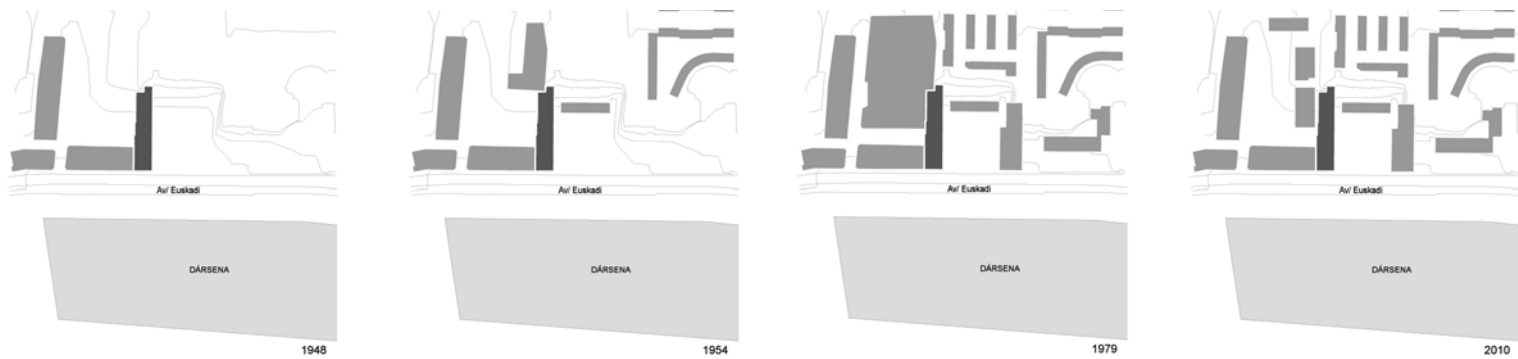 Av/ Euskadi
DÁRSENA
1948
Av/ Euskadi
DÁRSENA
1954
Av/ Euskadi
DÁRSENA
1979
Av/ Euskadi
DÁRSENA
2010